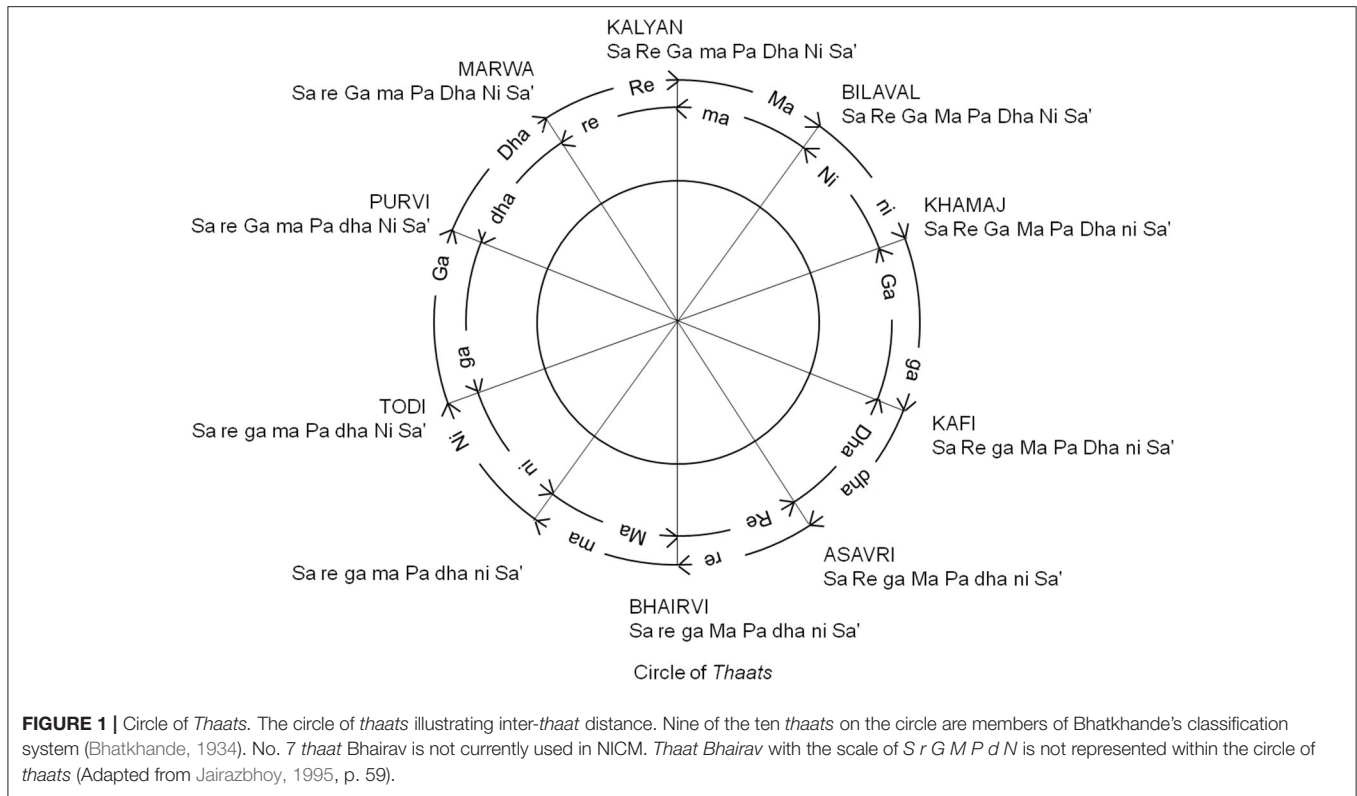 KALYAN
Sa Re Ga ma Pa Dha Ni Sa'
MARWA
Sa re Ga ma Pa Dha Ni Sa'
BILAVAL
Sa Re Ga Ma Pa Dha Ni Sa'
PURVI
Sa re Ga ma Pa dha Ni Sa'
KHAMAJ
Sa Re Ga Ma Pa Dha ni Sa'
TODI
Sa re ga ma Pa dha Ni Sa'
KAFI
Sa Re ga Ma Pa Dha ni Sa'
Sa re ga ma Pa dha ni Sa'
ASAVRI
Sa Re ga Ma Pa dha ni Sa'
BHAIRVI
Sa re ga Ma Pa dha ni Sa'
Re
Ma
ni
ga
dha
re
ma
Ni
Ga
Dha
re
ma
Ni
Ga
Dha
Re
Ma
ni
ga
dha
Circle of Thaats
FIGURE 1 | Circle of Thaats. The circle of thaats illustrating inter-thaat distance. Nine of the ten thaats on the circle are members of Bhatkhande's classification
system (Bhatkhande, 1934). No. 7 thaat Bhairav is not currently used in NICM. Thaat Bhairav with the scale of S r G M P d N is not represented within the circle of
thaats (Adapted from Jairazbhoy, 1995, p. 59).